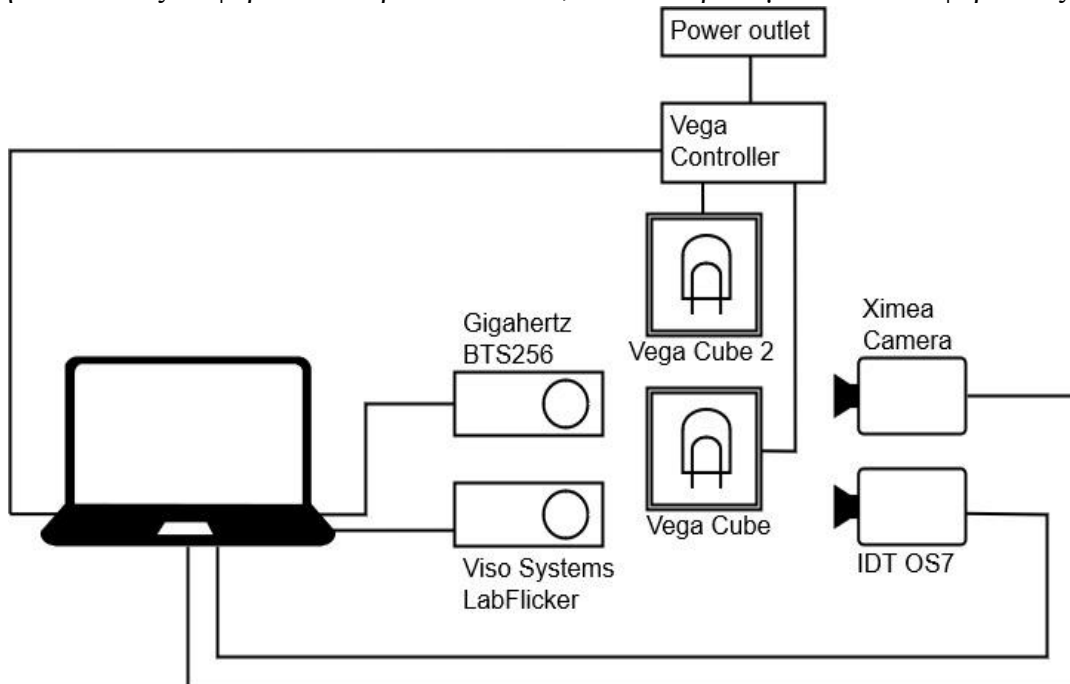 Power outlet
Vega
Controller
Gigahertz
BTS256
Vega Cube 2
Ximea
Camera
Vega Cube
Viso Systems
LabFlicker
IDT OS7